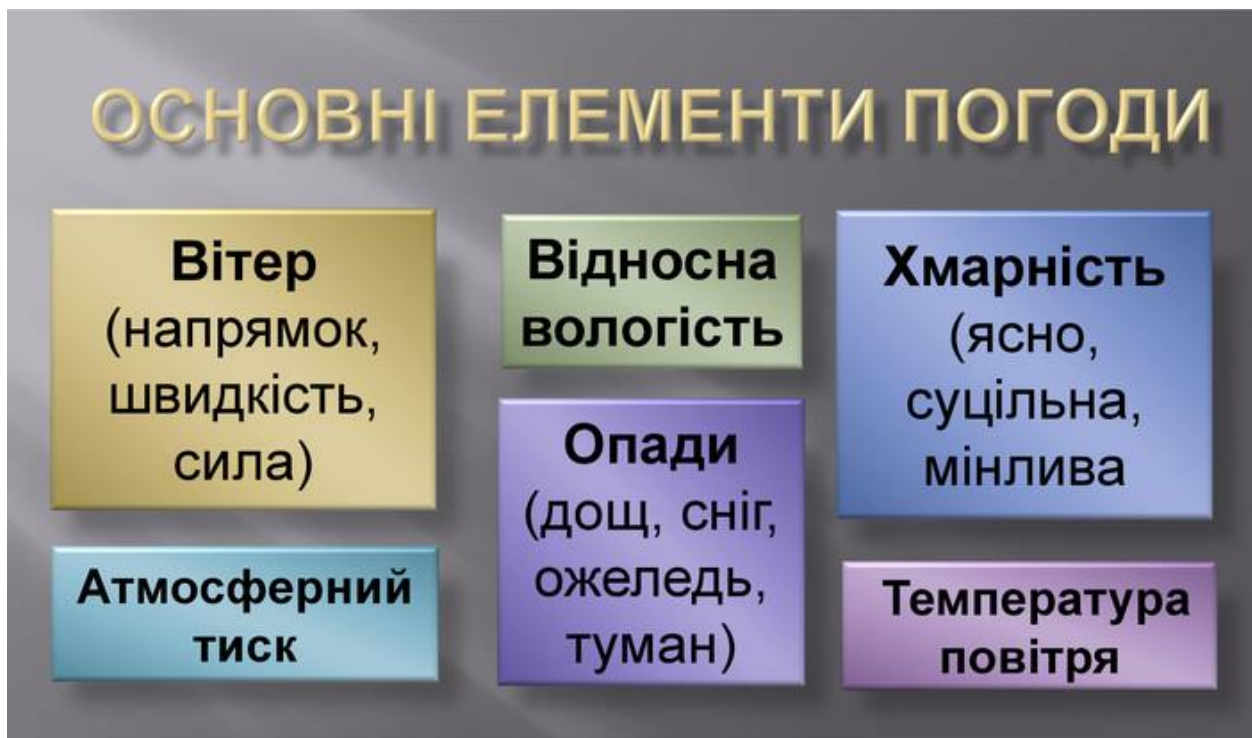 ОСНОВНІ ЕЛЕМЕНТИ ПОГОДИ
Вітер
(напрямок,
швидкість,
сила)
Відносна
вологість
Хмарність
(ясно,
суцільна,
мінлива
Атмосферний
тиск
Опади
(дощ, сніг,
ожеледь,
туман)
Температура
повітря